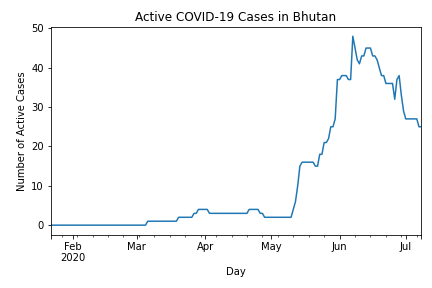 Active COVID-19 Cases in Bhutan
50
40
30
20
10
0
Number of Active Cases
Feb Mar Apr May Jun Jul
2020
Day